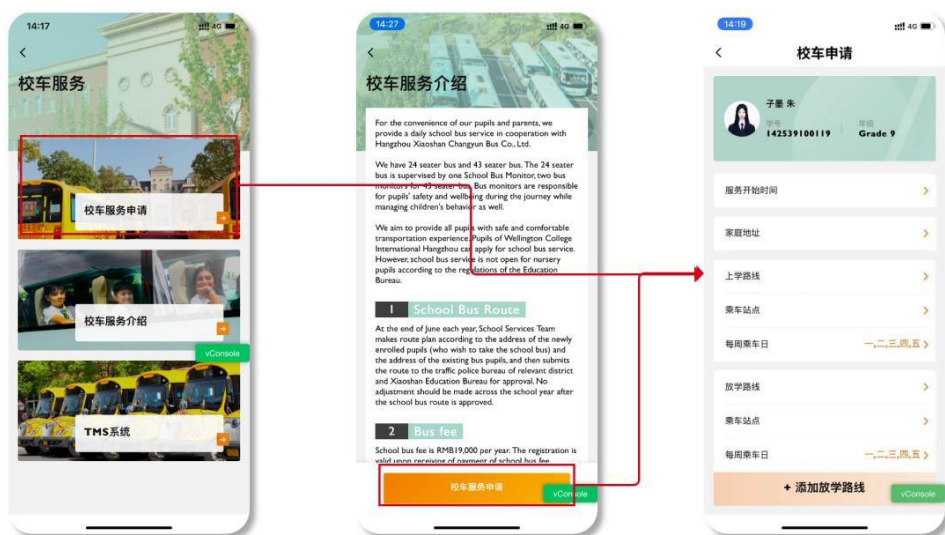 14:17
4G
校车服务
校车服务申请
校车服务介绍
vConsole
TMS系统
14:27
4G
校车服务介绍
For the convenience of our pupils and parents, we
provide a daily school bus service in cooperation with
Hangzhou Xiaoshan Changyun Bus Co., Ltd.
We have 24 seater bus and 43 seater bus. The 24 seater
bus is supervised by one School Bus Monitor, two bus
monitors for 43 seater bus. Bus monitors are responsible
for pupils' safety and wellbeing during the journey while
managing children's behavior as well.
We aim to provide all pupils with safe and comfortable
transportation experience. Pupils of Wellington College
International Hangzhou can apply for school bus service.
However, school bus service is not open for nursery
pupils according to the regulations of the Education
Bureau.
1 School Bus Route
At the end of June each year, School Services Team
makes route plan according to the address of the newly
enrolled pupils (who wish to take the school bus) and
the address of the existing bus pupils, and then submits
the route to the traffic police bureau of relevant district
and Xiaoshan Education Bureau for approval. No
adjustment should be made across the school year after
the school bus route is approved.
2 Bus fee
School bus fee is RMB19,000 per year. The registration is
valid upon receiving of payment of school bus fee
校车服务申请
vConsole
14:19
4G
校车申请
子墨 朱
学号 年级
142539100119 Grade 9
服务开始时间
家庭地址
上学路线
乘车站点
每周乘车日 一,二,三,四,五
放学路线
乘车站点
每周乘车日 一,二,三,四,五
+ 添加放学路线
vConsole